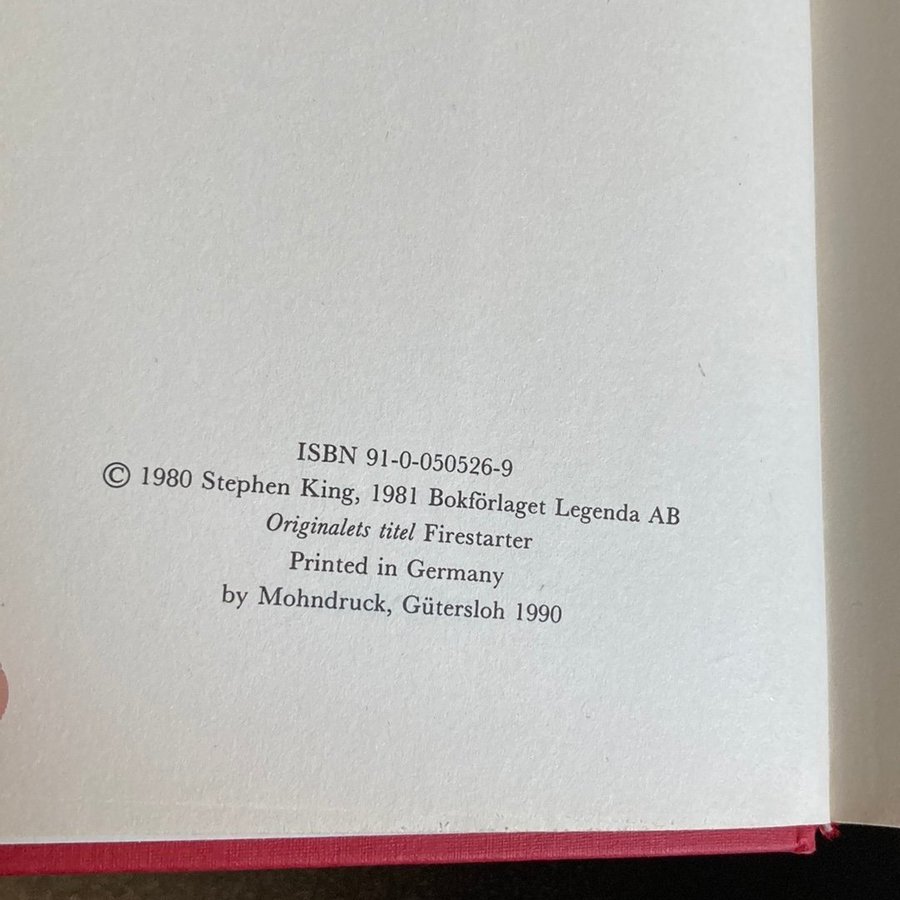 ISBN 91-0-050526-9
© 1980 Stephen King, 1981 Bokförlaget Legenda AB
Originalets titel Firestarter
Printed in Germany
by Mohndruck, Gütersloh 1990